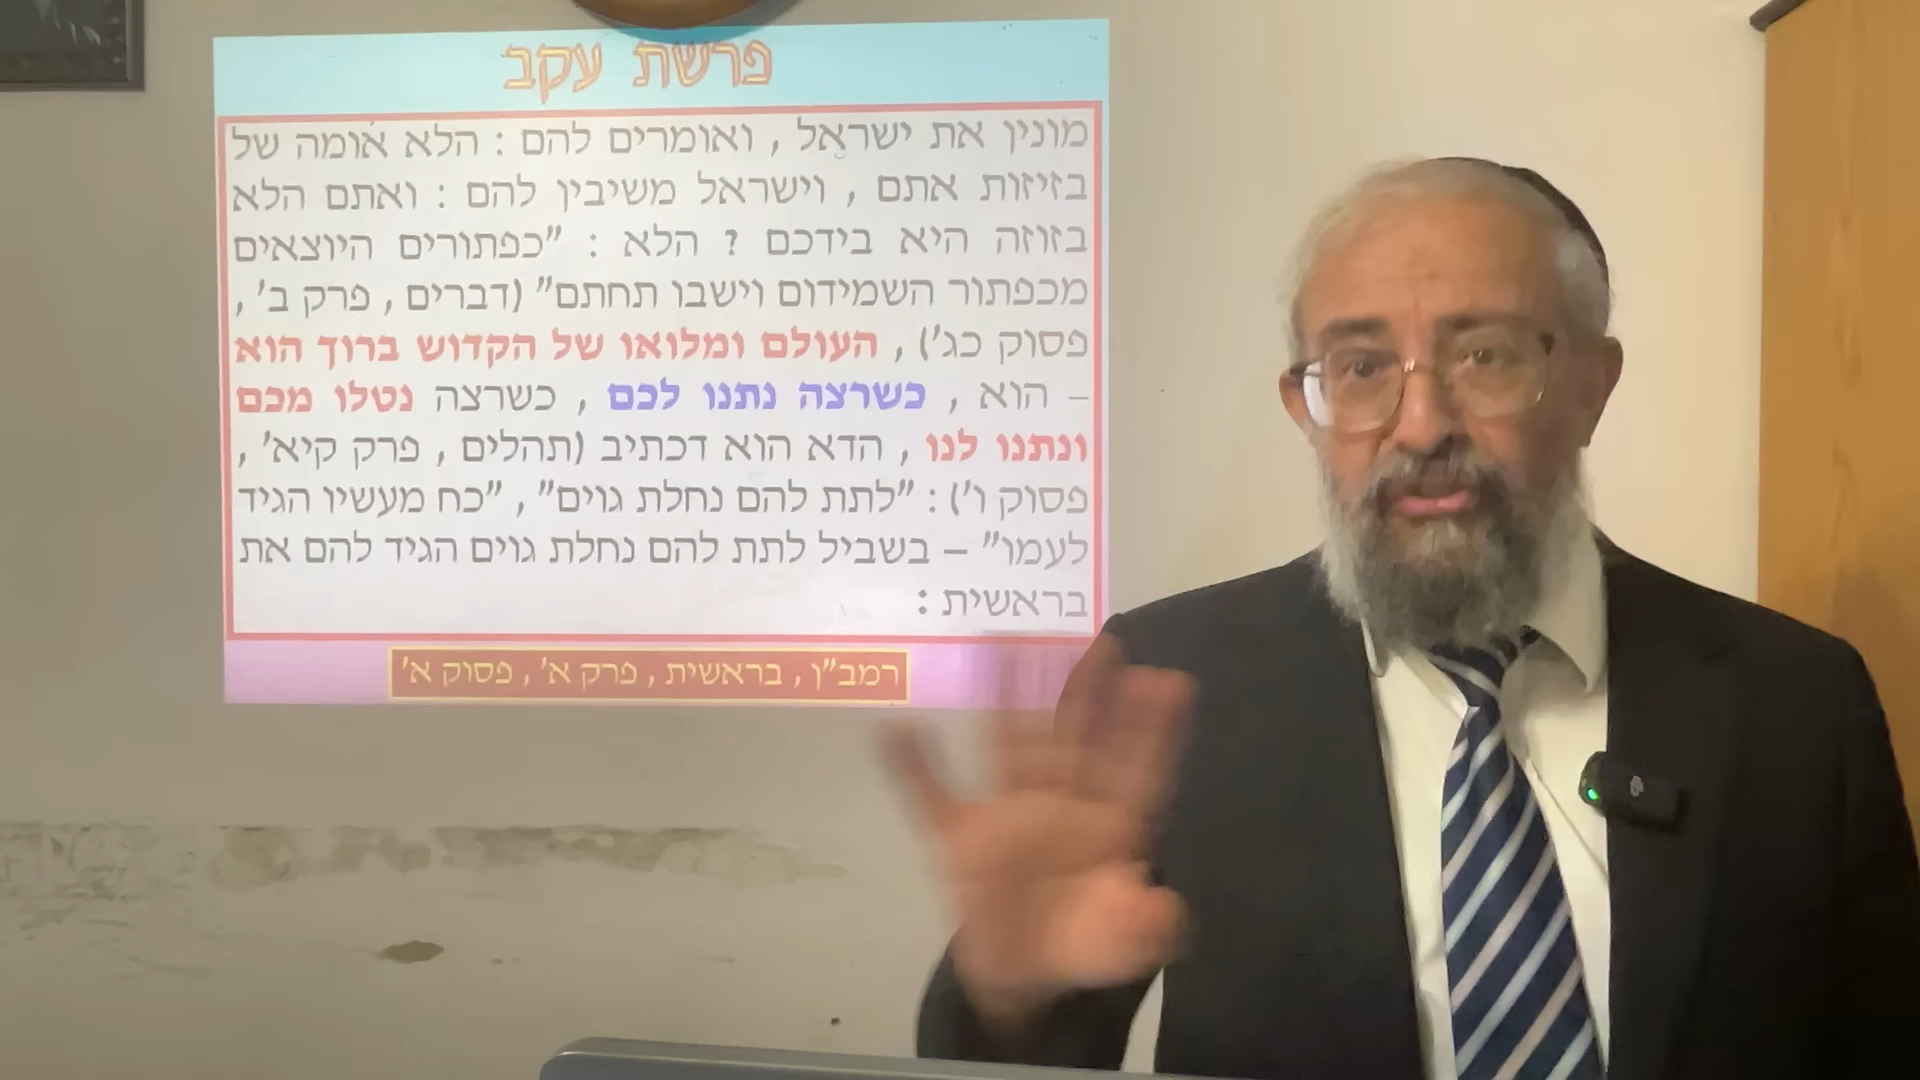 פרשת עקב
מונין את ישראל , ואומרים להם : הלא אומה של
בזיזות אתם , וישראל משיבין להם : ואתם הלא
בזוזה היא בידכם ? הלא : "כפתורים היוצאים
מכפתור השמידום וישבו תחתם" (דברים , פרק ב' ,
פסוק כג') , העולם ומלואו של הקדוש ברוך הוא
– הוא , כשרצה נתנו לכם , כשרצה נטלו מכם
ונתנו לנו , הדא הוא דכתיב (תהלים , פרק קיא' ,
פסוק ו') : "לתת להם נחלת גוים" , "כח מעשיו הגיד
לעמו" – בשביל לתת להם נחלת גוים הגיד להם את
בראשית :
רמב"ן , בראשית , פרק א' , פסוק א'